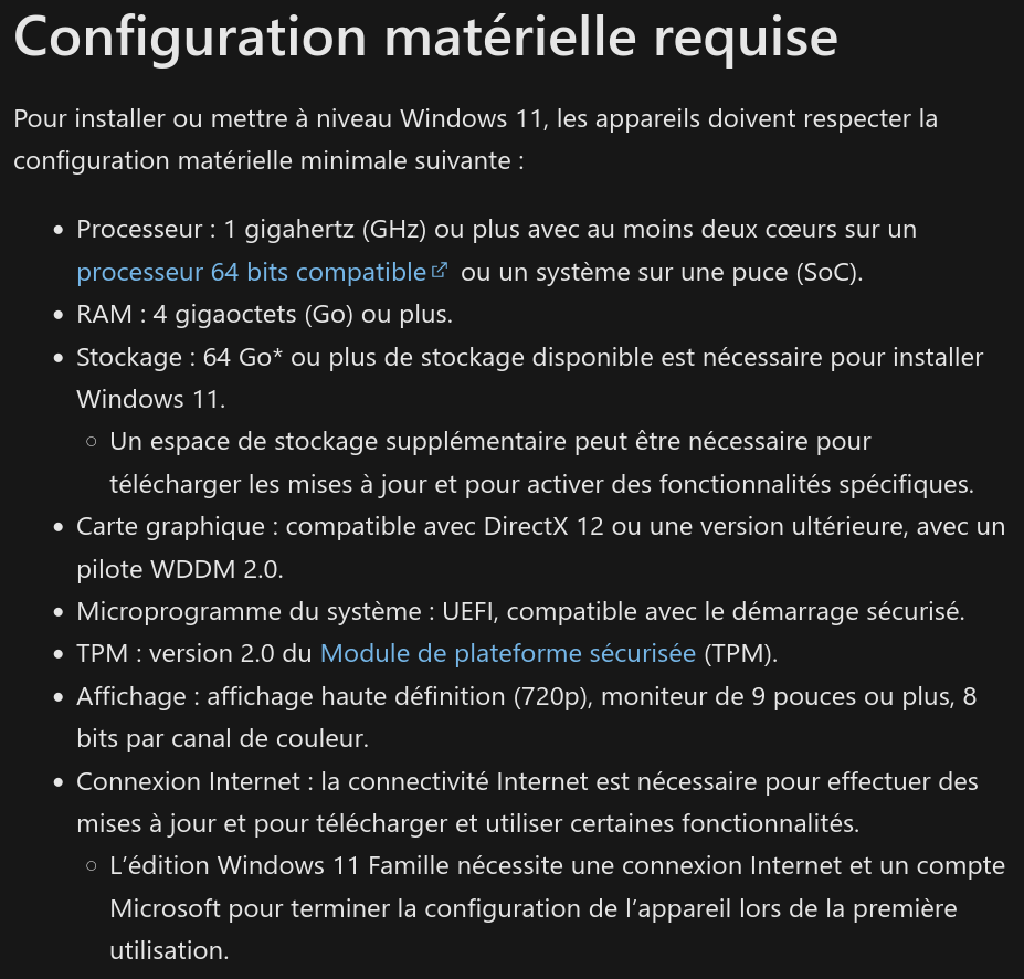 Configuration matérielle requise
Pour installer ou mettre à niveau Windows 11, les appareils doivent respecter la
configuration matérielle minimale suivante :
• Processeur : 1 gigahertz (GHz) ou plus avec au moins deux cœurs sur un
processeur 64 bits compatible ou un système sur une puce (SoC).
• RAM : 4 gigaoctets (Go) ou plus.
• Stockage : 64 Go* ou plus de stockage disponible est nécessaire pour installer
Windows 11.
○ Un espace de stockage supplémentaire peut être nécessaire pour
télécharger les mises à jour et pour activer des fonctionnalités spécifiques.
• Carte graphique : compatible avec DirectX 12 ou une version ultérieure, avec un
pilote WDDM 2.0.
• Microprogramme du système : UEFI, compatible avec le démarrage sécurisé.
• TPM : version 2.0 du Module de plateforme sécurisée (TPM).
• Affichage : affichage haute définition (720p), moniteur de 9 pouces ou plus, 8
bits par canal de couleur.
• Connexion Internet : la connectivité Internet est nécessaire pour effectuer des
mises à jour et pour télécharger et utiliser certaines fonctionnalités.
○ L’édition Windows 11 Famille nécessite une connexion Internet et un compte
Microsoft pour terminer la configuration de l’appareil lors de la première
utilisation.